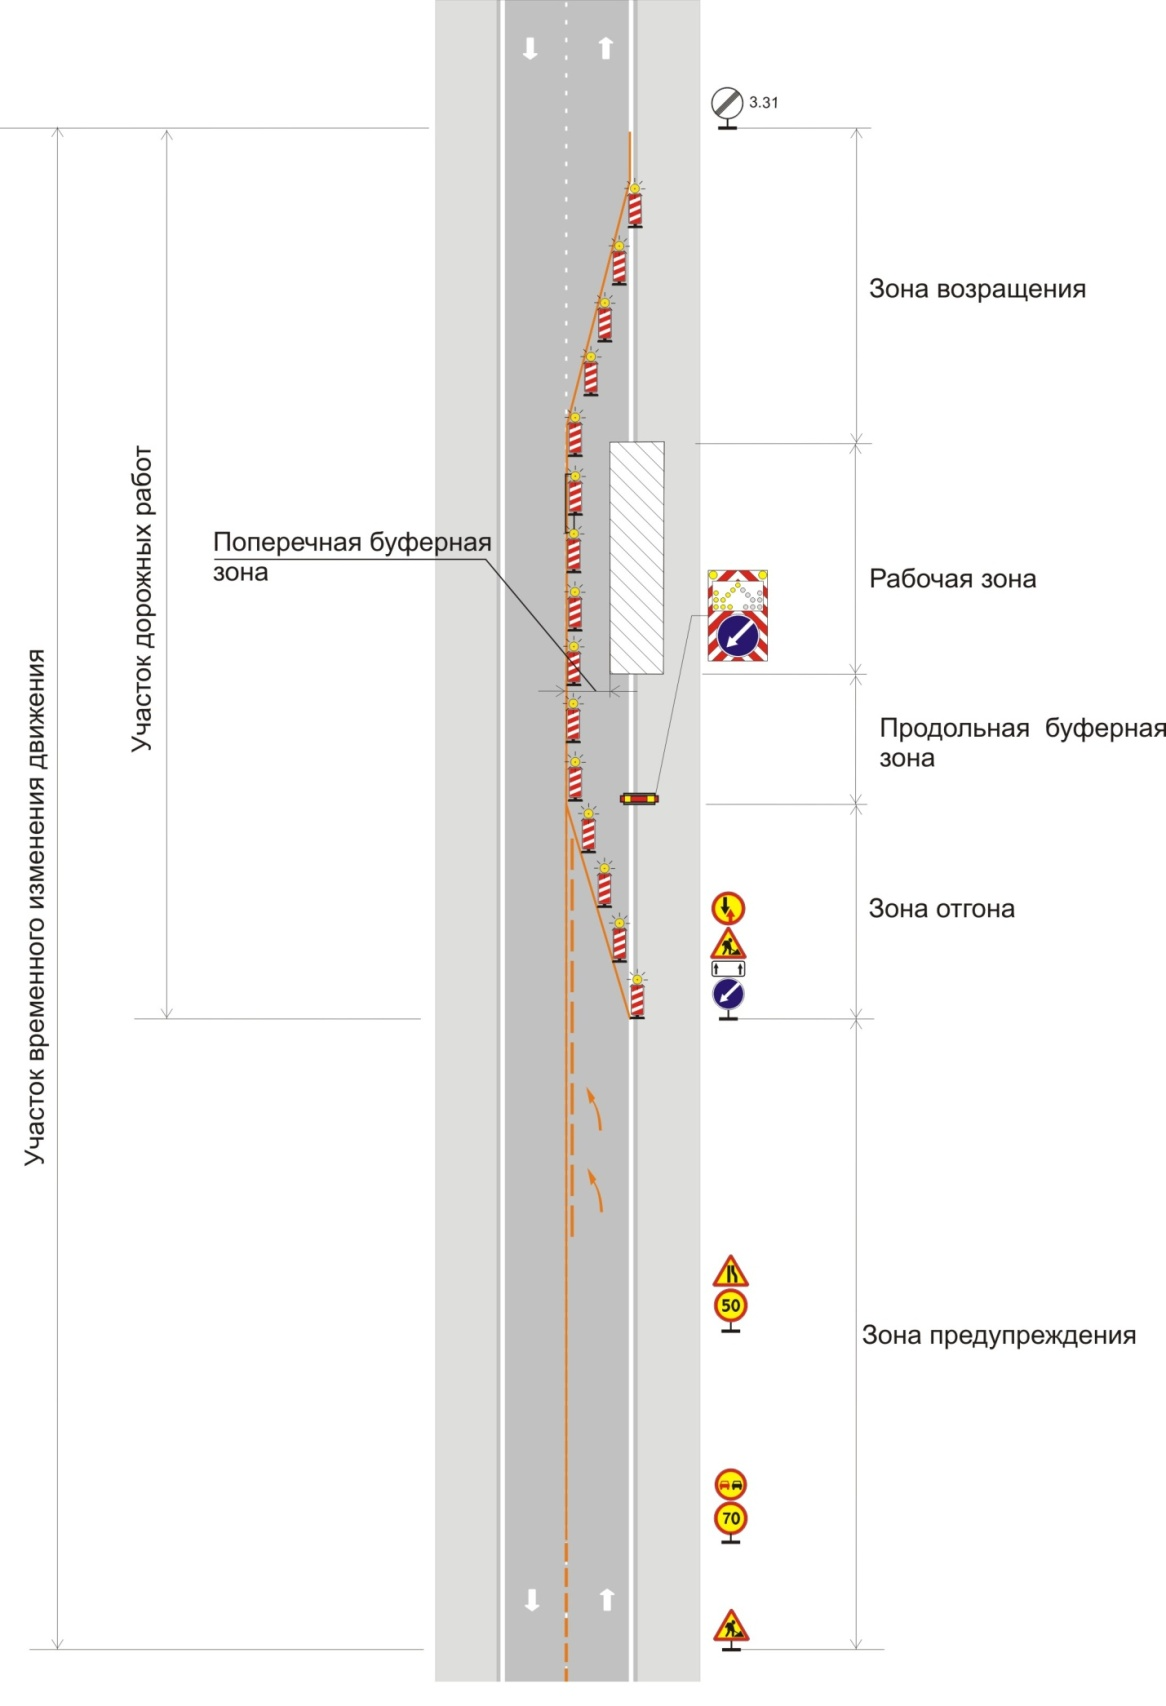 3.31
Зона возращения
Участок дорожных работ
Поперечная буферная
зона
Рабочая зона
Участок временного изменения движения
Продольная буферная
зона
Зона отгона
50
Зона предупреждения
70